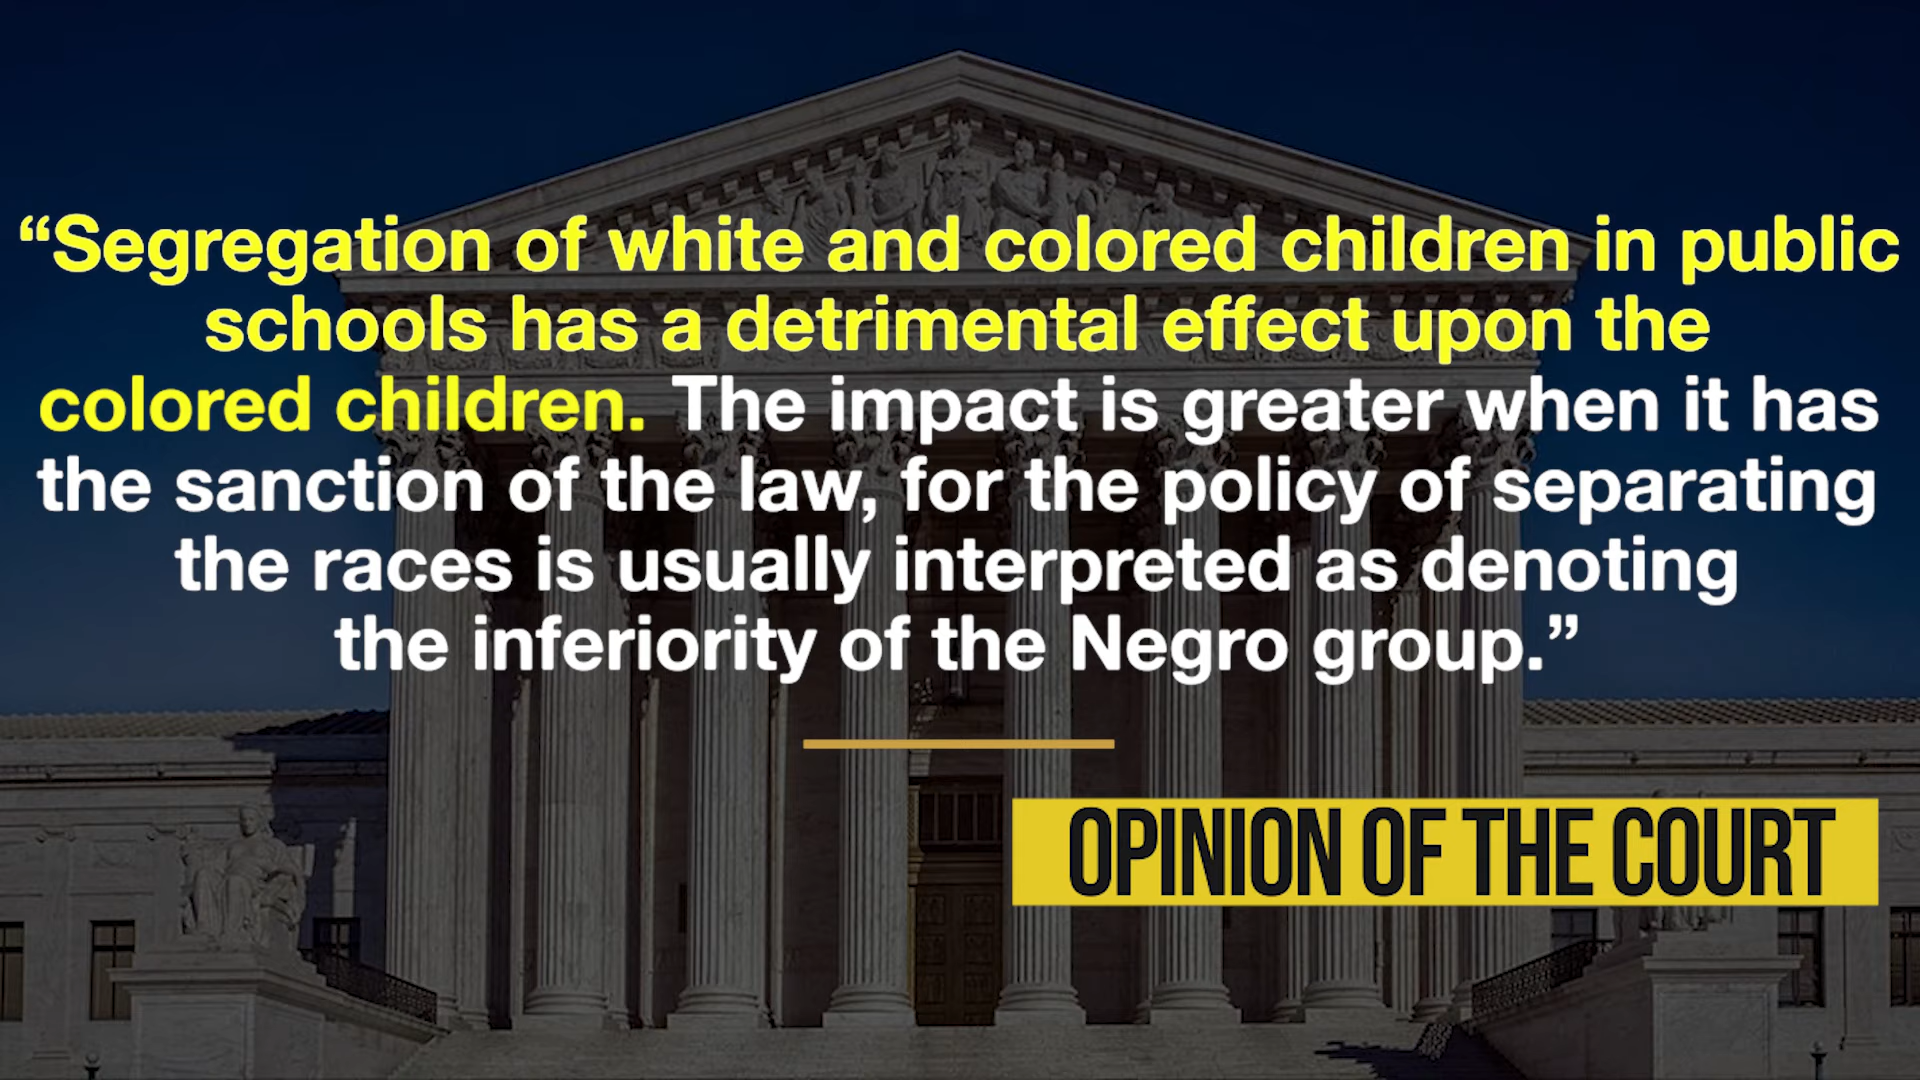 “Segregation of white and colored children in public
schools has a detrimental effect upon the
colored children. The impact is greater when it has
the sanction of the law, for the policy of separating
the races is usually interpreted as denoting
the inferiority of the Negro group.”
OPINION OF THE COURT